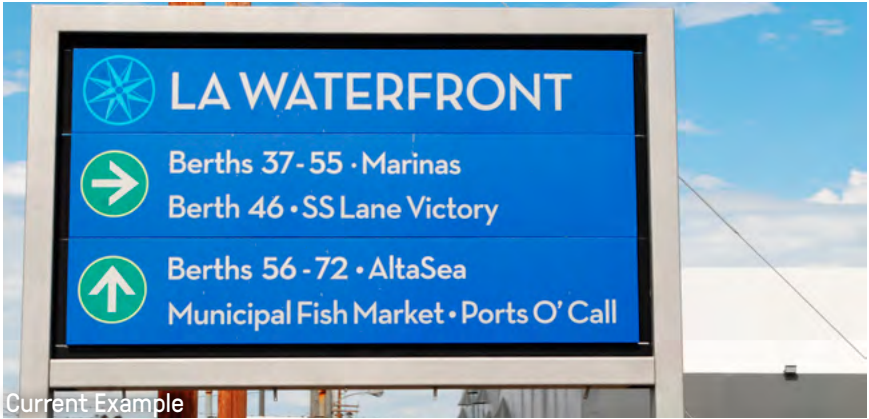 LA WATERFRONT
Berths 37-55 · Marinas
Berth 46 • SS Lane Victory
Berths 56-72 • AltaSea
Municipal Fish Market • Ports O' Call
Current Example